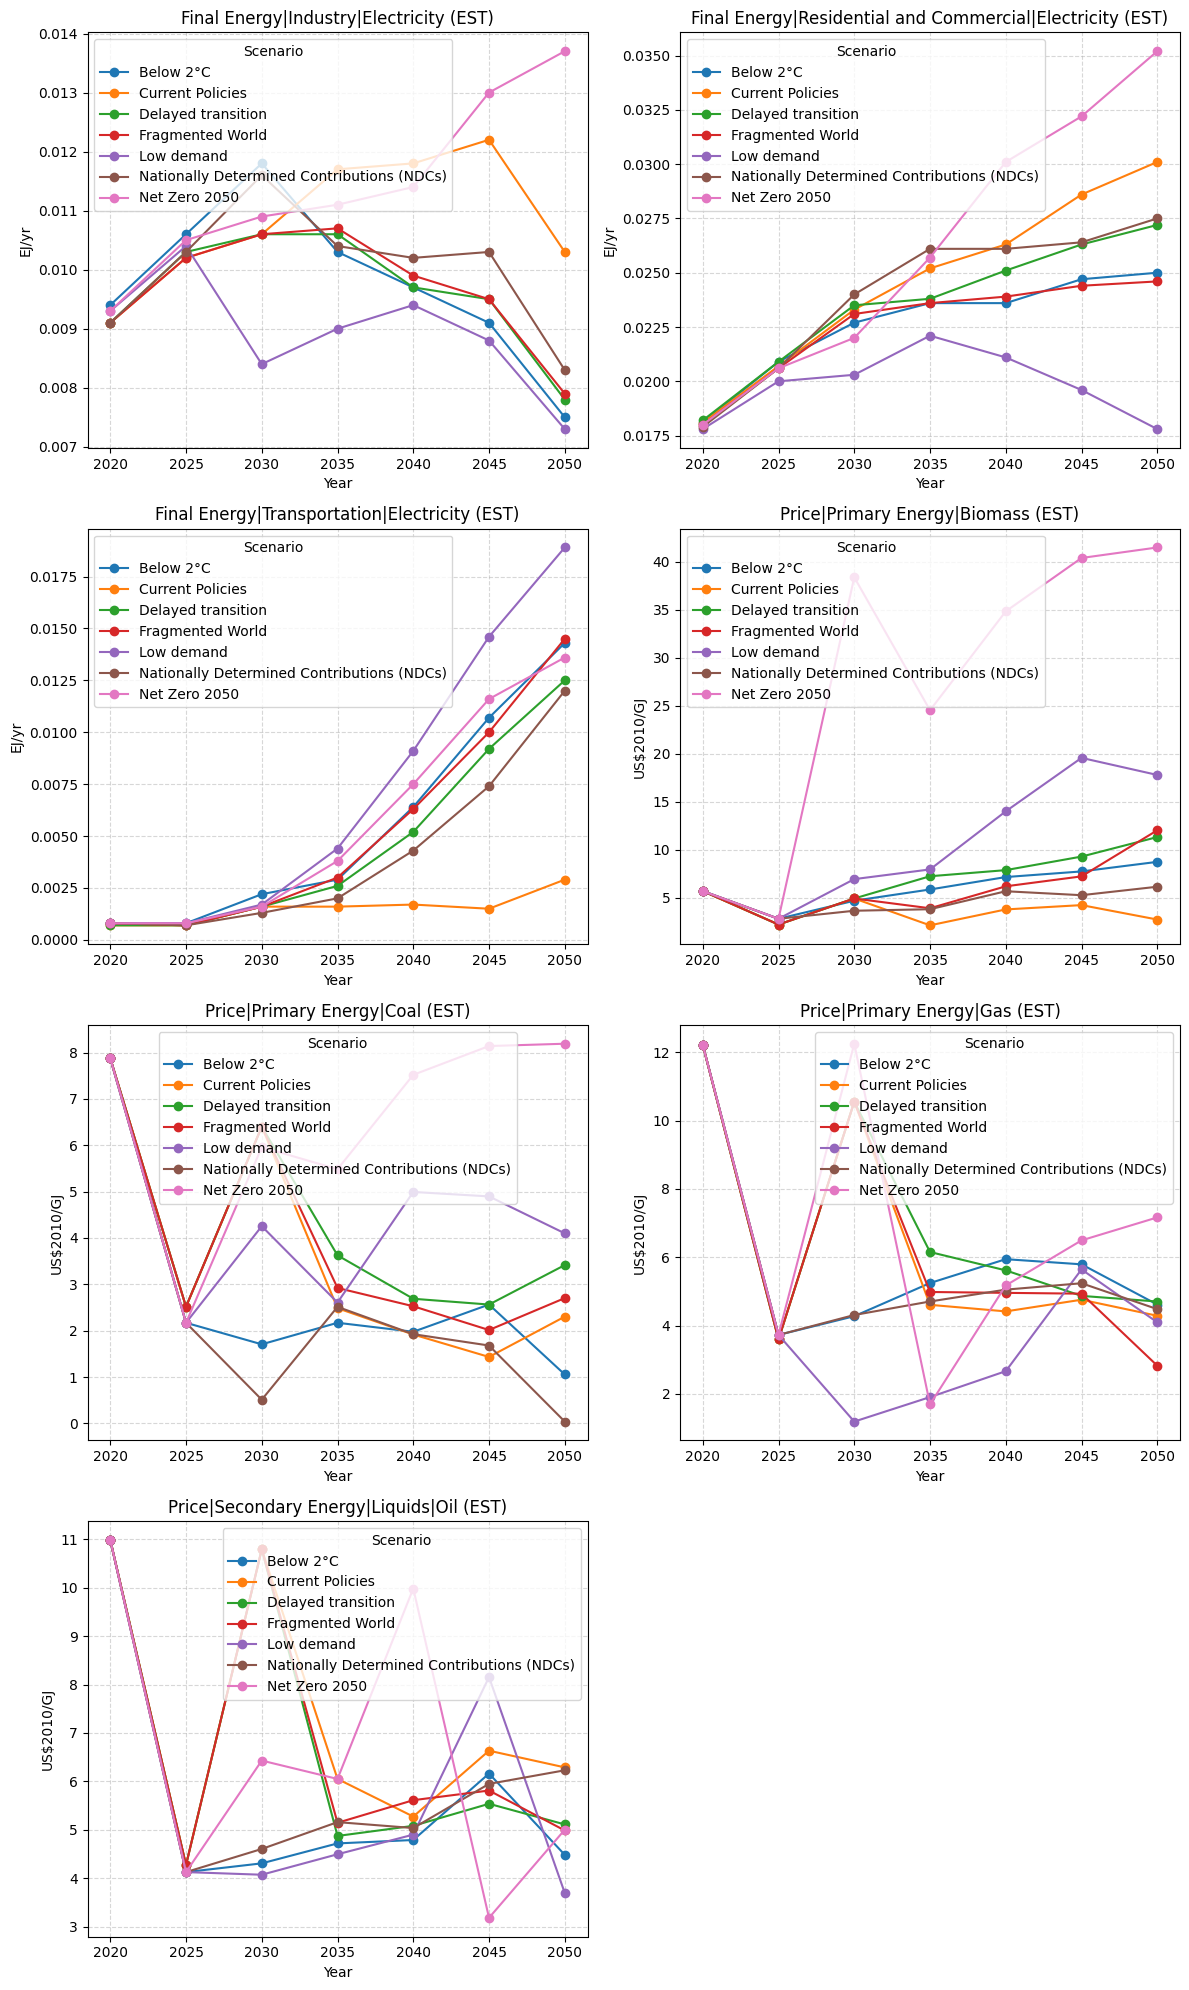 Final Energy|Industry|Electricity (EST)
0.014
0.013
0.012
0.011
0.010
0.009
0.008
0.007
EJ/yr
Scenario
Below 2°C
Current Policies
Delayed transition
Fragmented World
Low demand
Nationally Determined Contributions (NDCs)
Net Zero 2050
2020 2025 2030 2035 2040 2045 2050
Year
Final Energy|Residential and Commercial|Electricity (EST)
0.0350
0.0325
0.0300
0.0275
0.0250
0.0225
0.0200
0.0175
EJ/yr
Scenario
Below 2°C
Current Policies
Delayed transition
Fragmented World
Low demand
Nationally Determined Contributions (NDCs)
Net Zero 2050
2020 2025 2030 2035 2040 2045 2050
Year
Final Energy|Transportation|Electricity (EST)
0.0175
0.0150
0.0125
0.0100
0.0075
0.0050
0.0025
0.0000
EJ/yr
Scenario
Below 2°C
Current Policies
Delayed transition
Fragmented World
Low demand
Nationally Determined Contributions (NDCs)
Net Zero 2050
2020 2025 2030 2035 2040 2045 2050
Year
Price|Primary Energy|Biomass (EST)
40
35
30
25
20
15
10
5
US$2010/GJ
Scenario
Below 2°C
Current Policies
Delayed transition
Fragmented World
Low demand
Nationally Determined Contributions (NDCs)
Net Zero 2050
2020 2025 2030 2035 2040 2045 2050
Year
Price|Primary Energy|Coal (EST)
8
7
6
5
4
3
2
1
0
US$2010/GJ
Scenario
Below 2°C
Current Policies
Delayed transition
Fragmented World
Low demand
Nationally Determined Contributions (NDCs)
Net Zero 2050
2020 2025 2030 2035 2040 2045 2050
Year
Price|Primary Energy|Gas (EST)
12
10
8
6
4
2
US$2010/GJ
Scenario
Below 2°C
Current Policies
Delayed transition
Fragmented World
Low demand
Nationally Determined Contributions (NDCs)
Net Zero 2050
2020 2025 2030 2035 2040 2045 2050
Year
Price|Secondary Energy|Liquids|Oil (EST)
11
10
9
8
7
6
5
4
3
US$2010/GJ
Scenario
Below 2°C
Current Policies
Delayed transition
Fragmented World
Low demand
Nationally Determined Contributions (NDCs)
Net Zero 2050
2020 2025 2030 2035 2040 2045 2050
Year